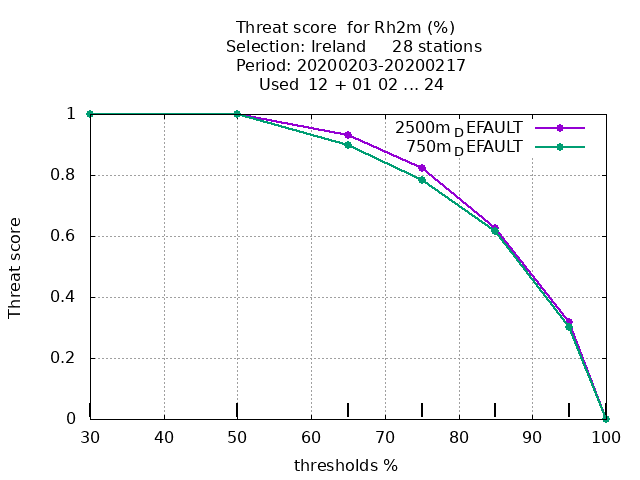 Threat score  for Rh2m (%)
Selection: Ireland     28 stations
Period: 20200203-20200217
Used  12 + 01 02 ... 24
2500m_DEFAULT
750m_DEFAULT
1
0.8
0.6
0.4
0.2
0
Threat score
30 40 50 60 70 80 90 100
thresholds %